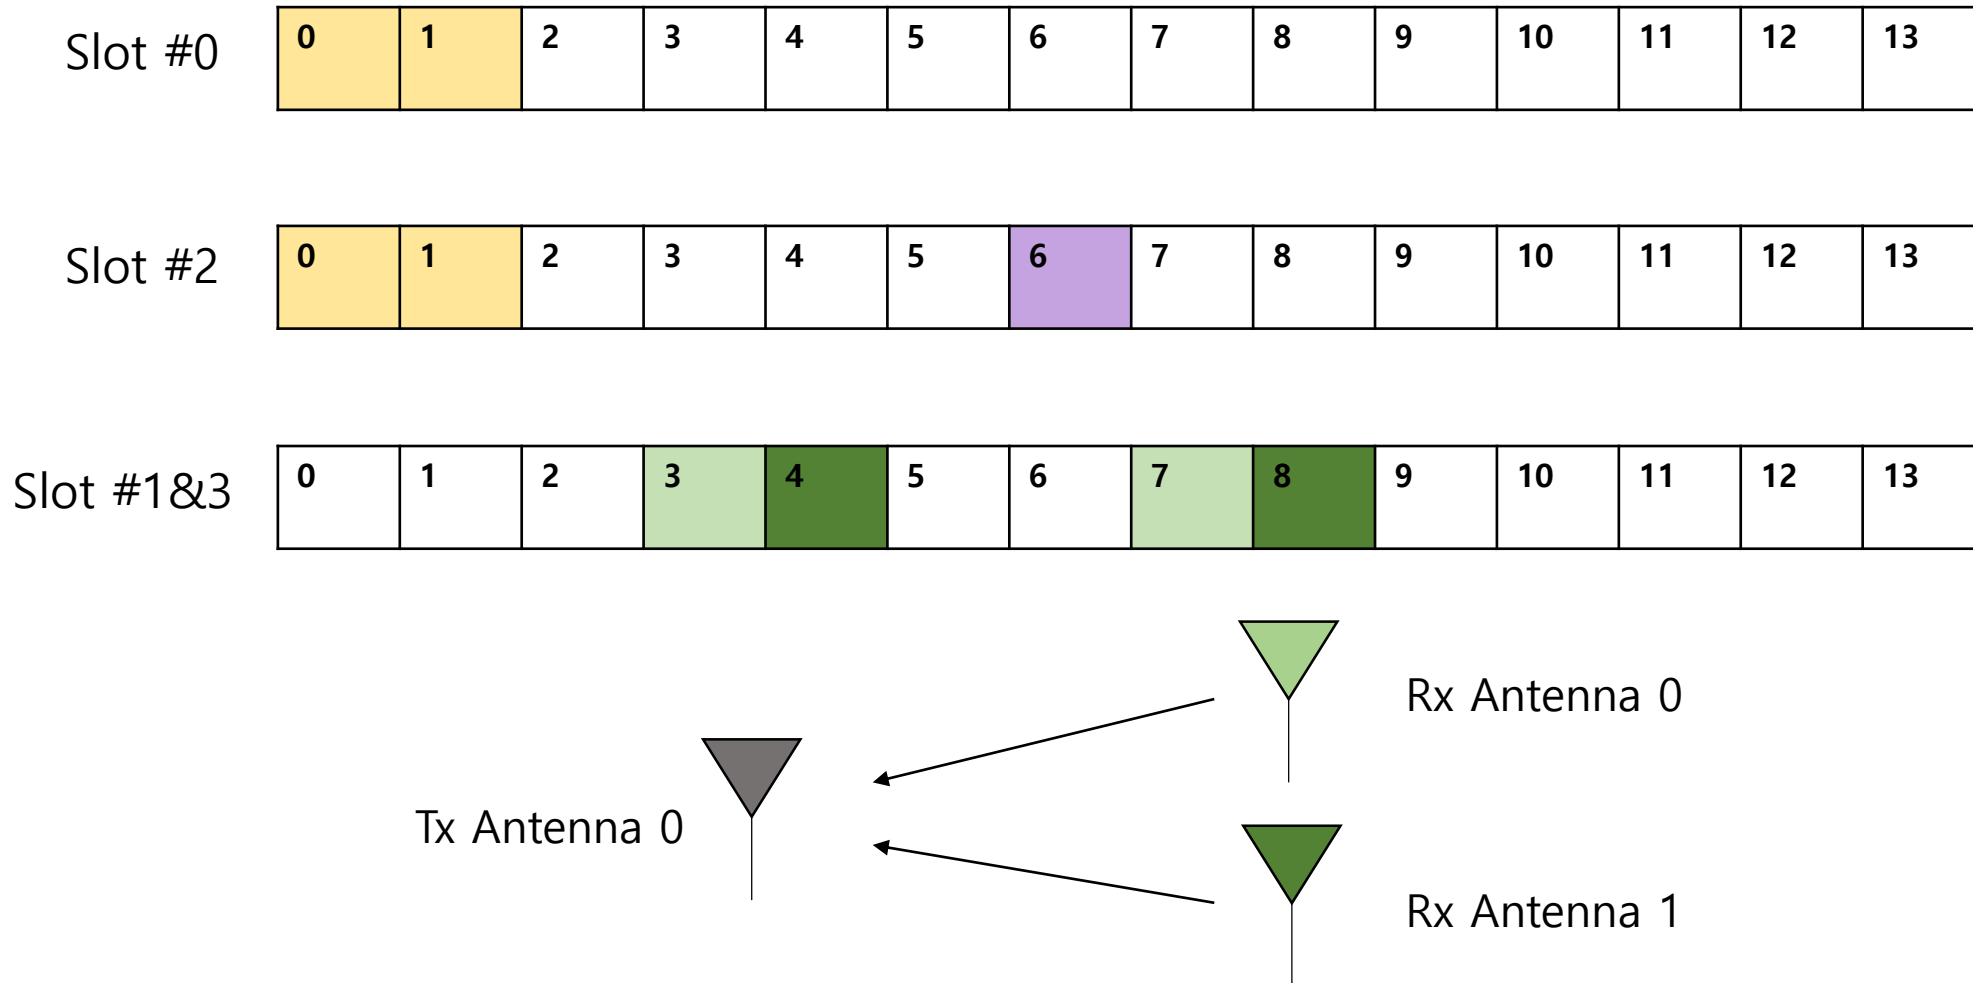 Slot #0 0 1 2 3 4 5 6 7 8 9 10 11 12 13
Slot #2 0 1 2 3 4 5 6 7 8 9 10 11 12 13
Slot #1&3 0 1 2 3 4 5 6 7 8 9 10 11 12 13
Rx Antenna 0
Tx Antenna 0
Rx Antenna 1